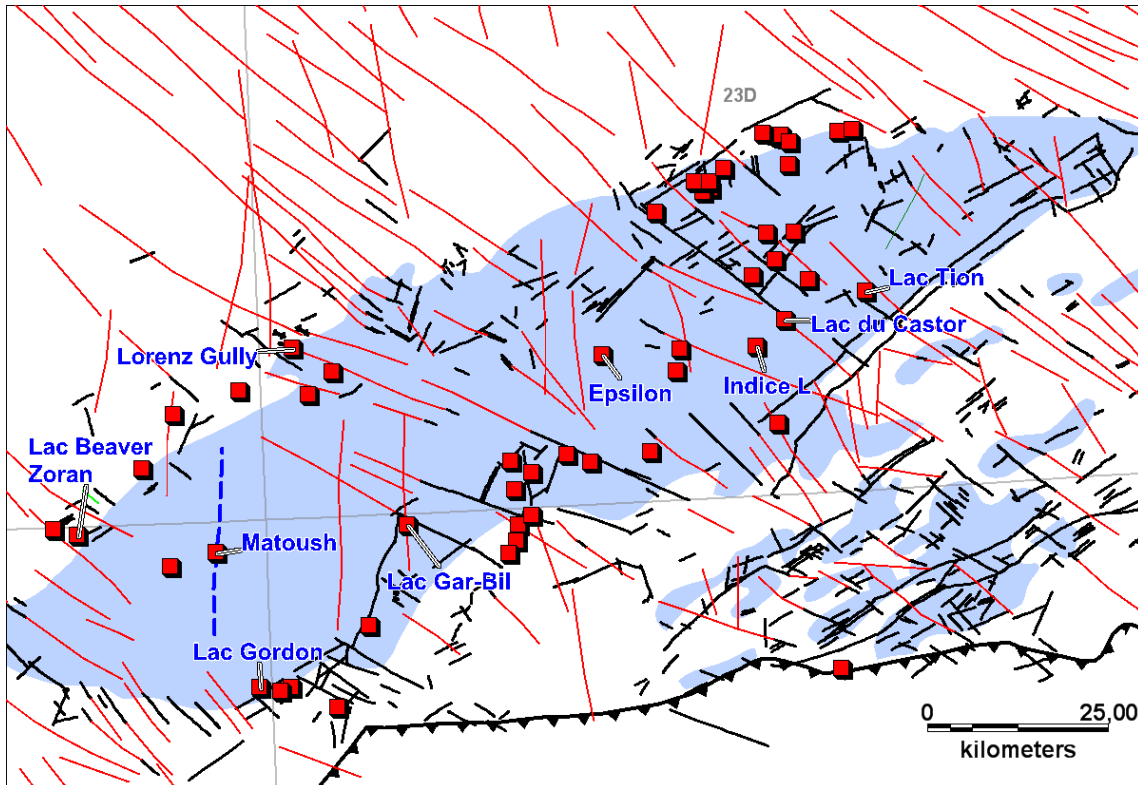 23D
Lac Tion
Lac du Castor
Lorenz Gully
Epsilon
Indice L
Lac Beaver
Zoran
Matoush
Lac Gar-Bil
Lac Gordon
0 25,00
kilometers